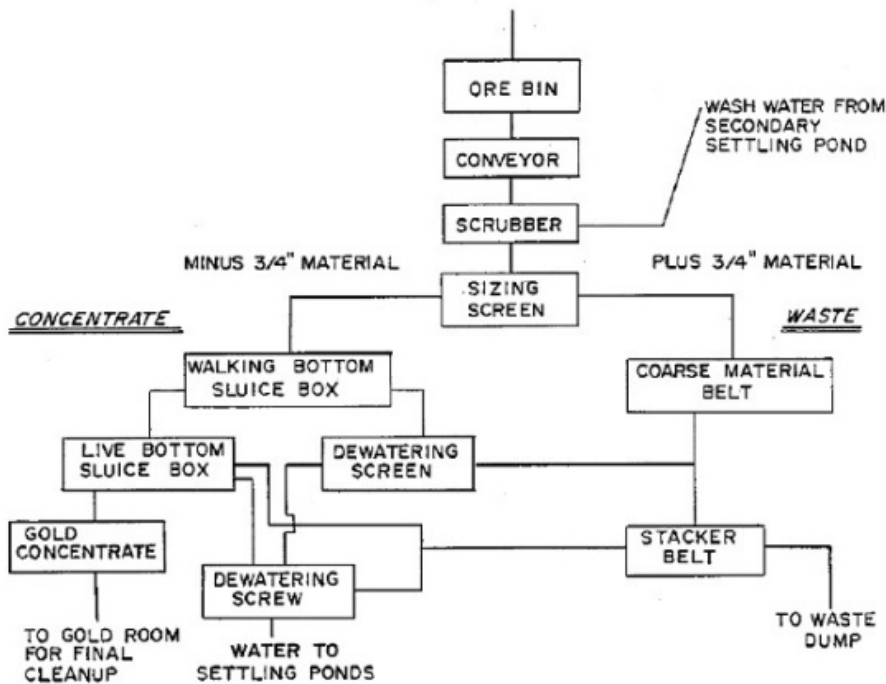 ORE BIN
WASH WATER FROM
SECONDARY
SETTLING POND
CONVEYOR
SCRUBBER
MINUS 3/4" MATERIAL
PLUS 3/4" MATERIAL
SIZING
SCREEN
CONCENTRATE
WASTE
WALKING BOTTOM
SLUICE BOX
COARSE MATERIAL
BELT
LIVE BOTTOM
SLUICE BOX
DEWATERING
SCREEN
GOLD
CONCENTRATE
STACKER
BELT
DEWATERING
SCREW
TO GOLD ROOM
FOR FINAL
CLEANUP
WATER TO
SETTLING PONDS
TO WASTE
DUMP